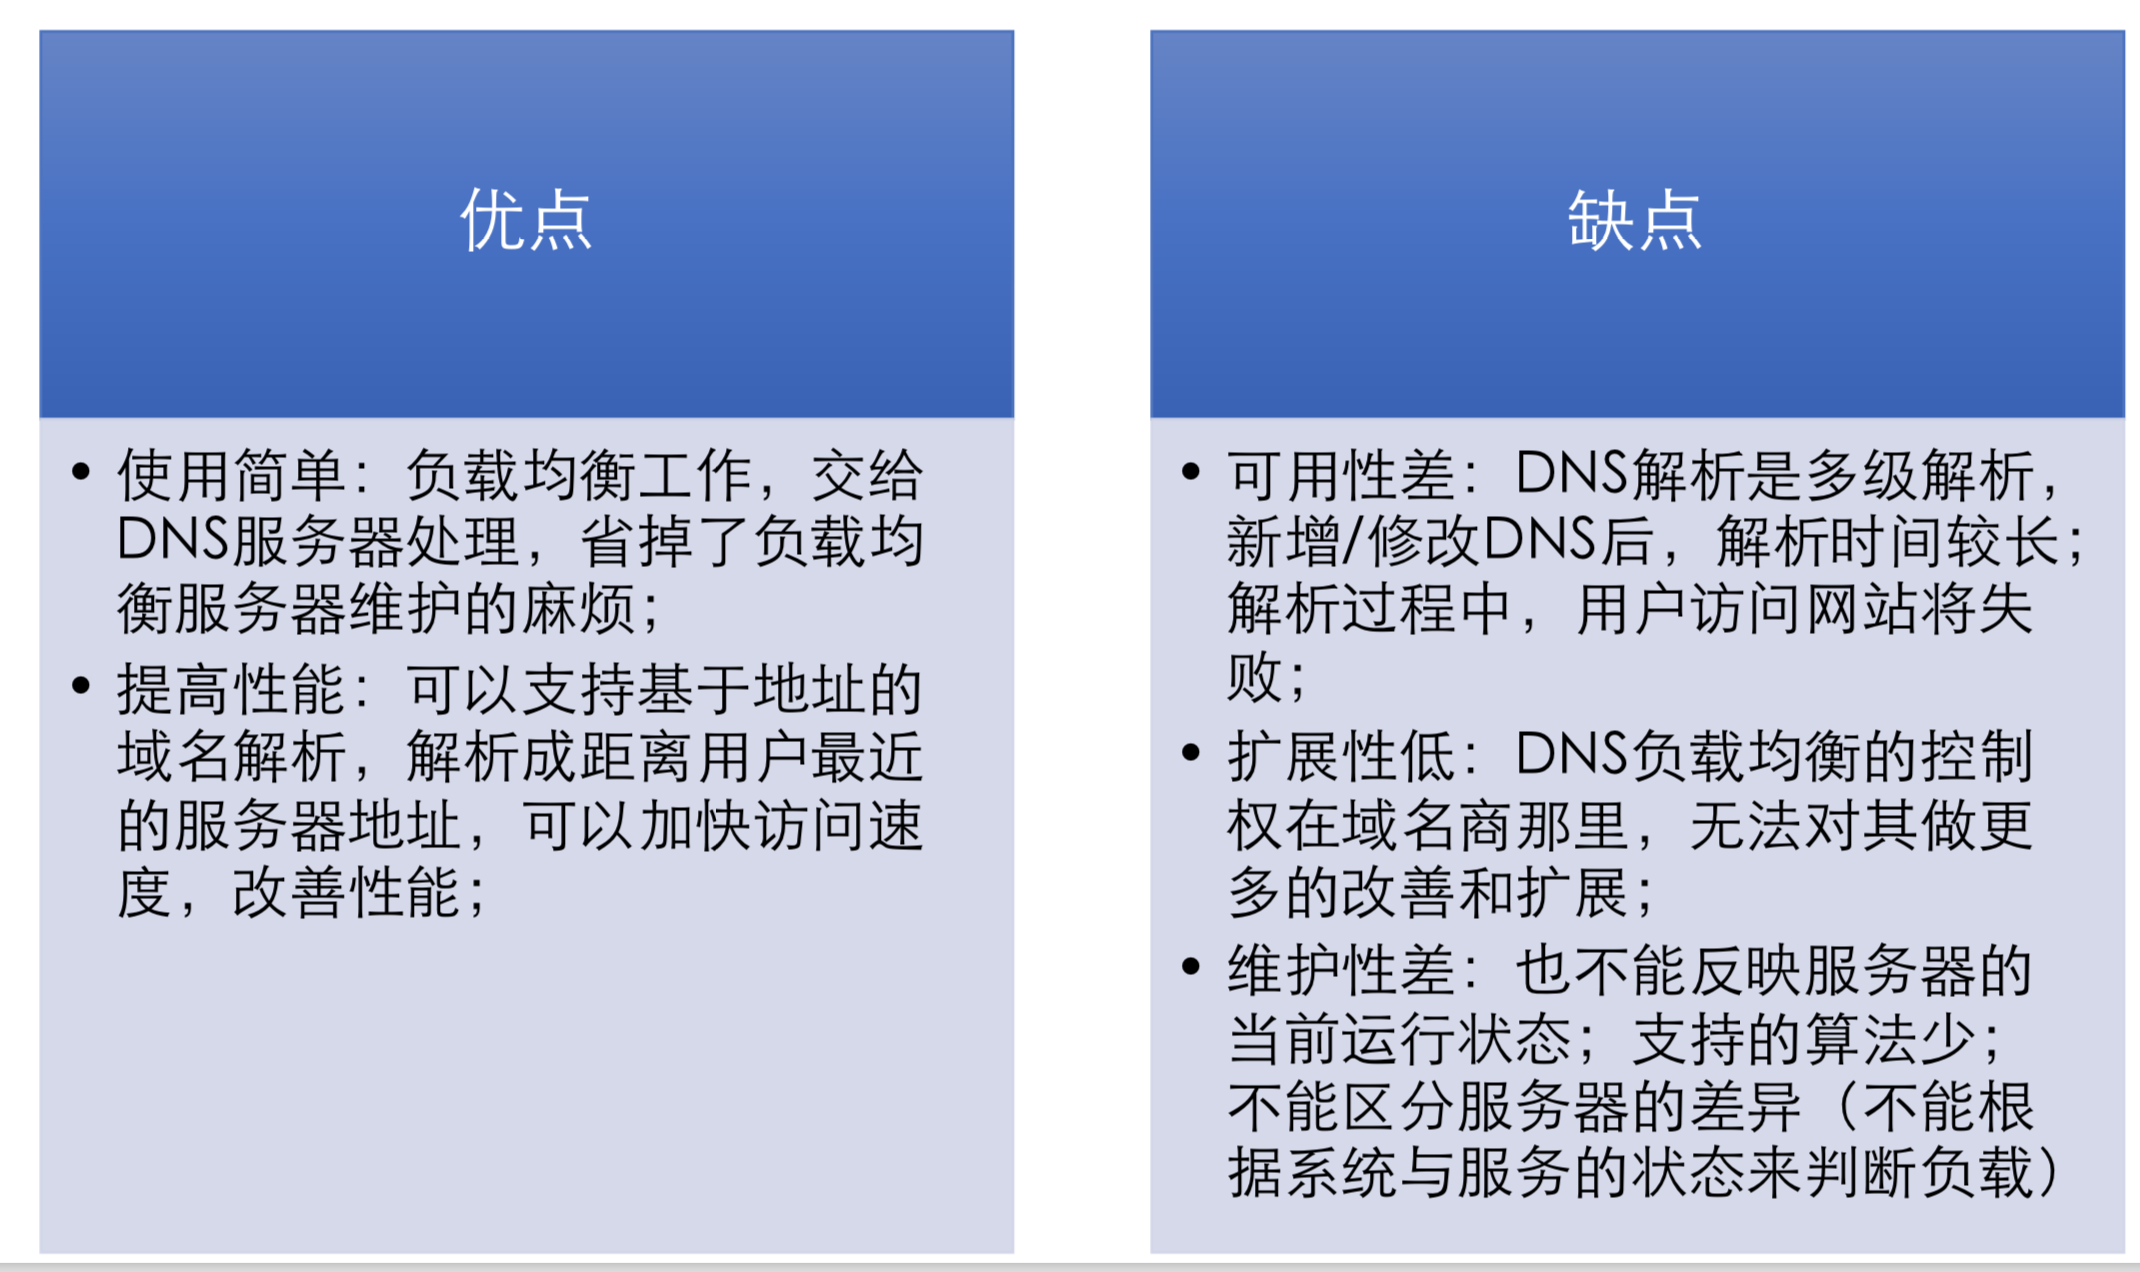 优点
• 使用简单：负载均衡工作，交给
DNS服务器处理，省掉了负载均
衡服务器维护的麻烦；
• 提高性能：可以支持基于地址的
域名解析，解析成距离用户最近
的服务器地址，可以加快访问速
度，改善性能；
缺点
• 可用性差：DNS解析是多级解析，
新增/修改DNS后，解析时间较长；
解析过程中，用户访问网站将失
败；
• 扩展性低：DNS负载均衡的控制
权在域名商那里，无法对其做更
多的改善和扩展；
• 维护性差：也不能反映服务器的
当前运行状态；支持的算法少；
不能区分服务器的差异（不能根
据系统与服务的状态来判断负载）